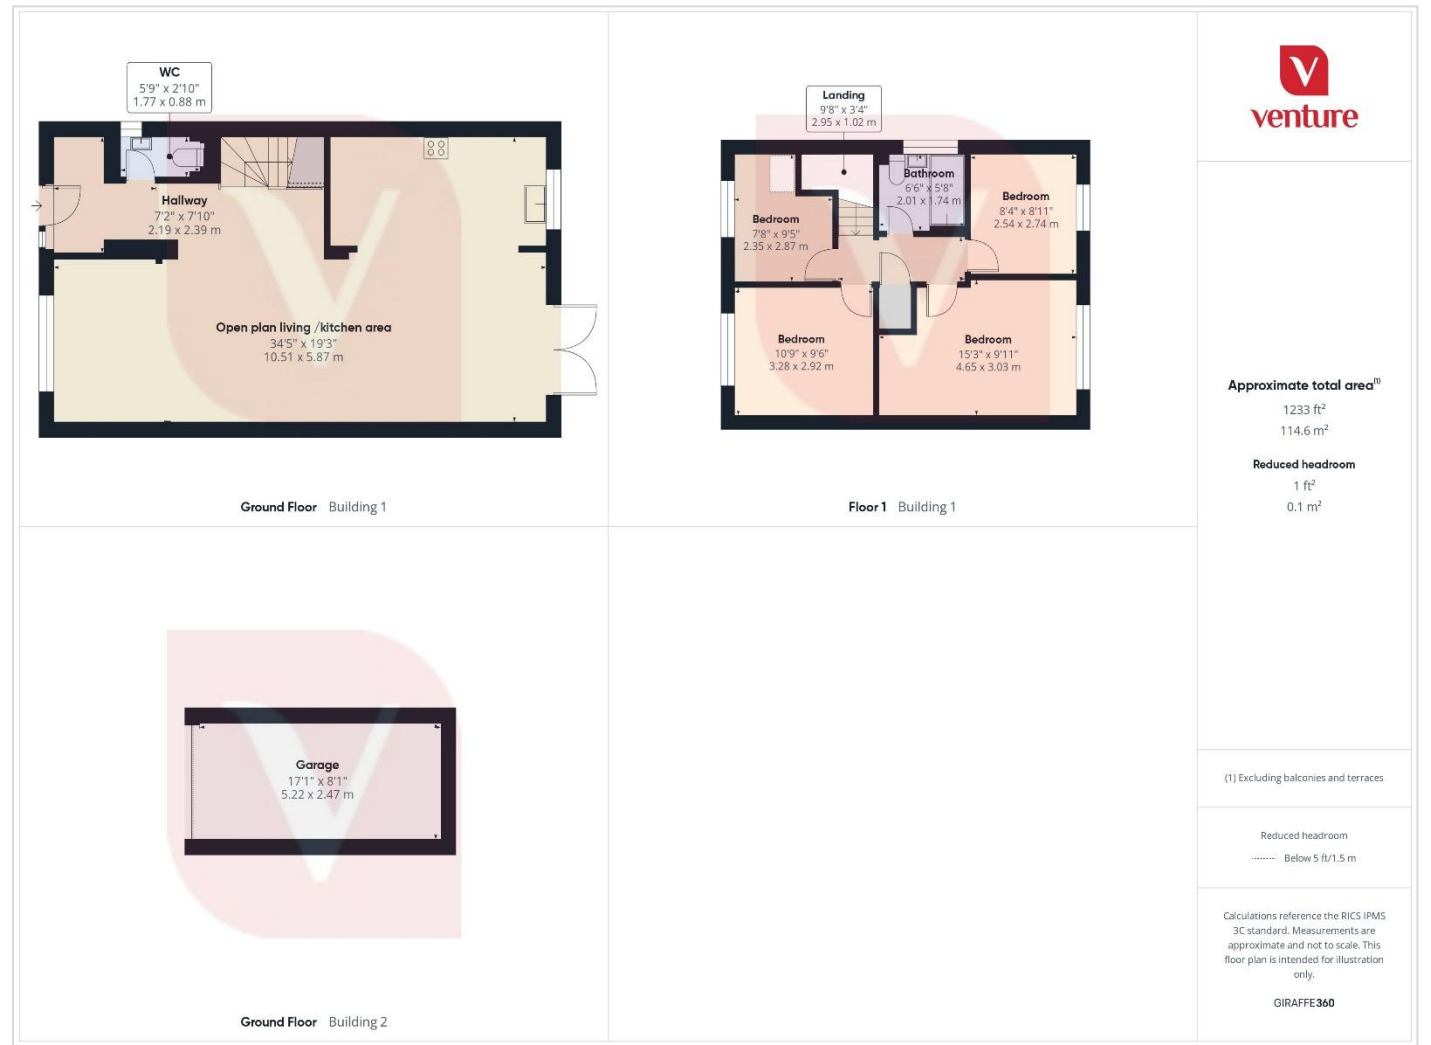 WC
5'9" x 2'10"
1.77 x 0.88 m
Hallway
7'2" x 7'10"
2.19 x 2.39 m
Open plan living /kitchen area
34'5" x 19'3"
10.51 x 5.87 m
Ground Floor Building 1
Landing
9'8" x 3'4"
2.95 x 1.02 m
Bathroom
6'6" x 5'8"
2.01 x 1.74 m
Bedroom
8'4" x 8'11"
2.54 x 2.74 m
Bedroom
7'8" x 9'5"
2.35 x 2.87 m
Bedroom
10'9" x 9'6"
3.28 x 2.92 m
Bedroom
15'3" x 9'11"
4.65 x 3.03 m
Floor 1 Building 1
Garage
17'1" x 8'1"
5.22 x 2.47 m
Ground Floor Building 2
venture
Approximate total area(1)
1233 ft²
114.6 m²
Reduced headroom
1 ft²
0.1 m²
(1) Excluding balconies and terraces
Reduced headroom
Below 5 ft/1.5 m
Calculations reference the RICS IPMS
3C standard. Measurements are
approximate and not to scale. This
floor plan is intended for illustration
only.
GIRAFFE360